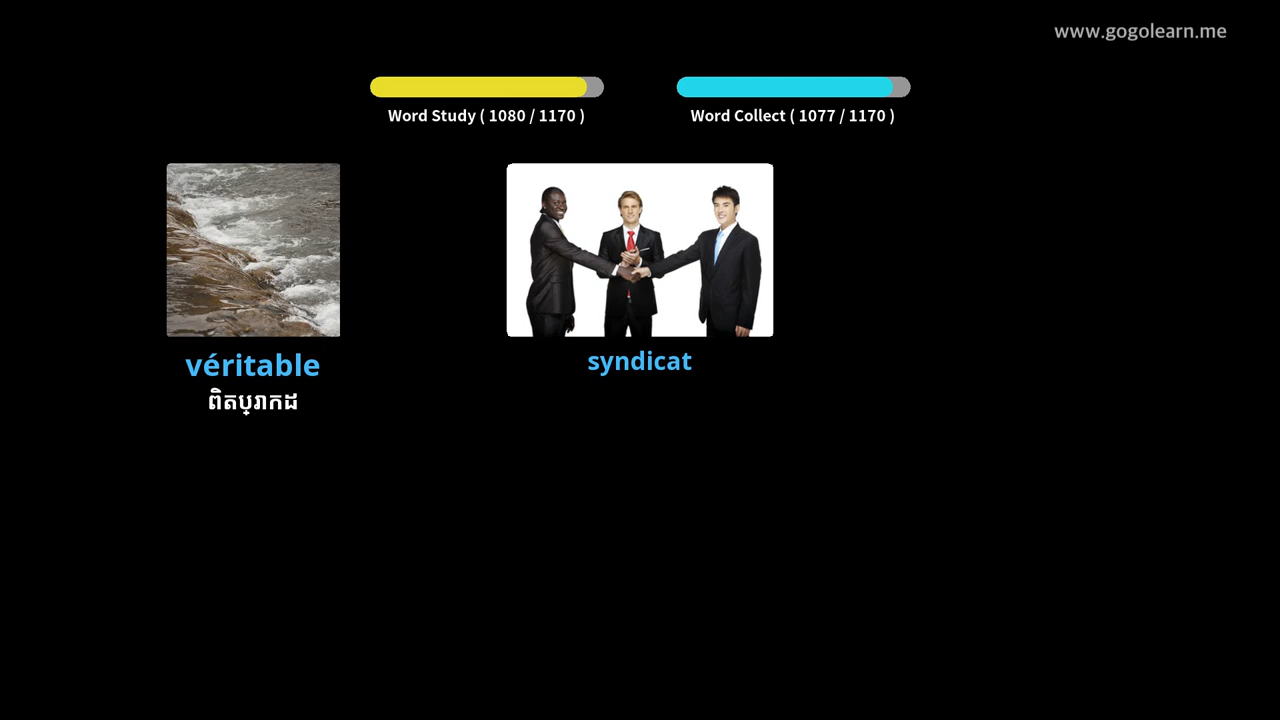 www.gogolearn.me
Word Study ( 1080 / 1170 )
Word Collect ( 1077 / 1170 )
véritable
ពិតប្រាកដ
syndicat